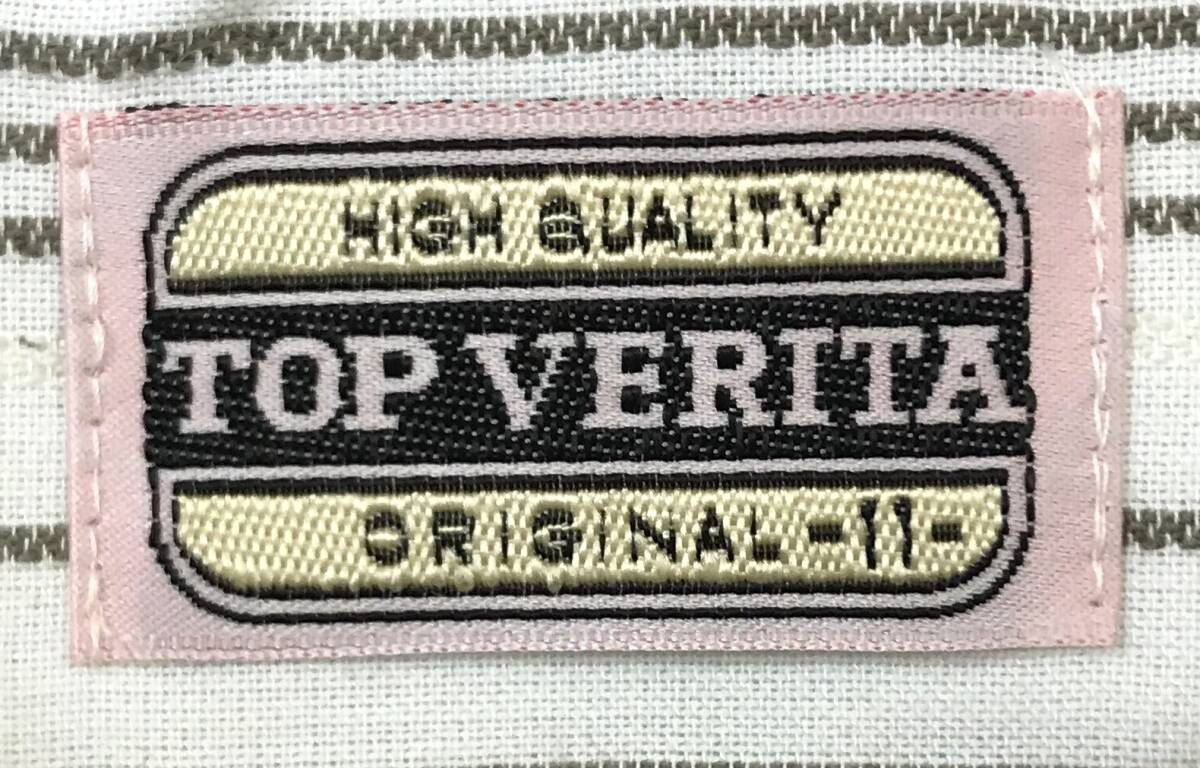 HIGH QUALITY
TOP VERITA
ORIGINAL-11-